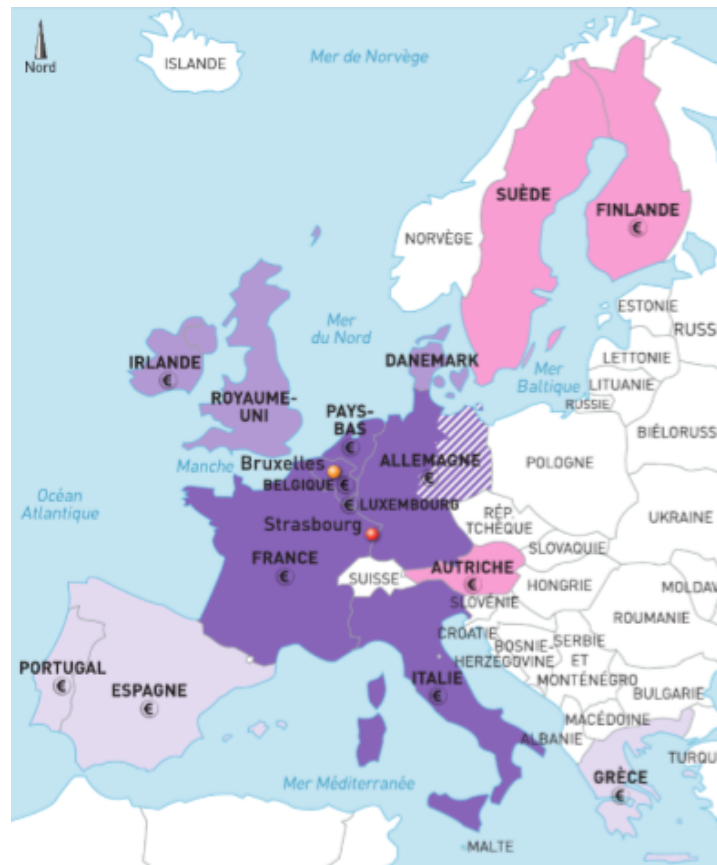 Nord
ISLANDE
Mer de Norvège
SUÈDE
FINLANDE
€
NORVÈGE
ESTONIE
RUSS
Mer
du Nord
IRLANDE
€
DANEMARK
Mer
Baltique
LETTONIE
LITUANIE
RUSSIE
ROYAUME-
UNI
PAYS-
BAS
€
BIÉLORUSS
Manche
Bruxelles
ALLEMAGNE
€
POLOGNE
BELGIQUE €
Océan
Atlantique
€ LUXEMBOURG
RÉP.
TCHÈQUE
UKRAINE
Strasbourg
SLOVAQUIE
FRANCE
€
SUISSE
AUTRICHE
€
HONGRIE
MOLDAV
SLOVÉNIE
ROUMANIE
CROATIE
BOSNIE-
HERZÉGOVINE
SERBIE
ET
MONTÉNÉGRO
PORTUGAL
€
ESPAGNE
€
ITALIE
€
BULGARIE
MACÉDOINE
ALBANIE
TURQU
GRÈCE
€
Mer Méditerranée
MALTE